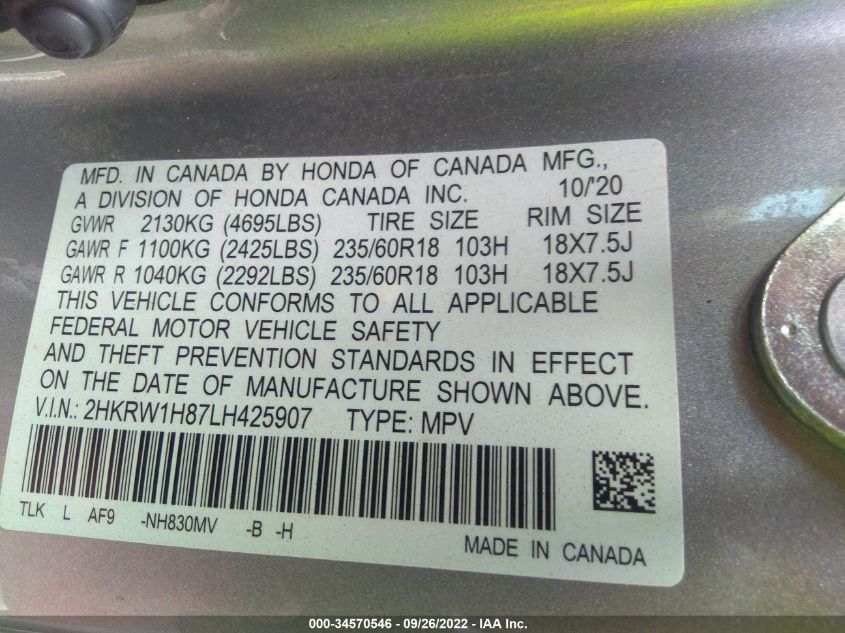 MFD. IN CANADA BY HONDA OF CANADA MFG.,
A DIVISION OF HONDA CANADA INC. 10/'20
GVWR 2130KG (4695LBS) TIRE SIZE RIM SIZE
GAWR F 1100KG (2425LBS) 235/60R18 103H 18X7.5J
GAWR R 1040KG (2292LBS) 235/60R18 103H 18X7.5J
THIS VEHICLE CONFORMS TO ALL APPLICABLE
FEDERAL MOTOR VEHICLE SAFETY
AND THEFT PREVENTION STANDARDS IN EFFECT
ON THE DATE OF MANUFACTURE SHOWN ABOVE.
V.I.N.: 2HKRW1H87LH425907 TYPE: MPV
TLK L AF9 -NH830MV -B -H
MADE IN CANADA
000-34570546 - 09/26/2022 - IAA Inc.